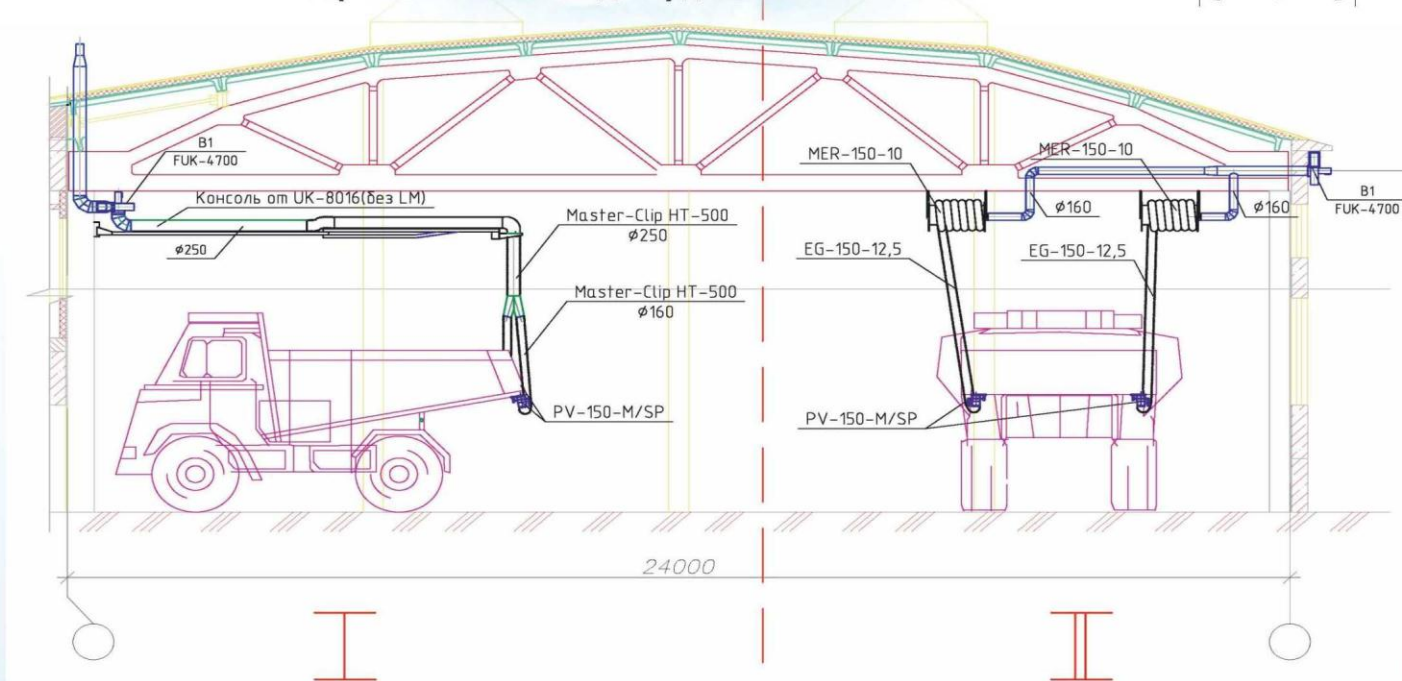 B1
FUK-4700
Консоль от UK-8016(без LM)
ø250
Master-Clip HT-500
ø250
Master-Clip HT-500
ø160
PV-150-M/SP
MER-150-10
MER-150-10
ø160
ø160
B1
FUK-4700
EG-150-12,5
EG-150-12,5
PV-150-M/SP
24000
I
II